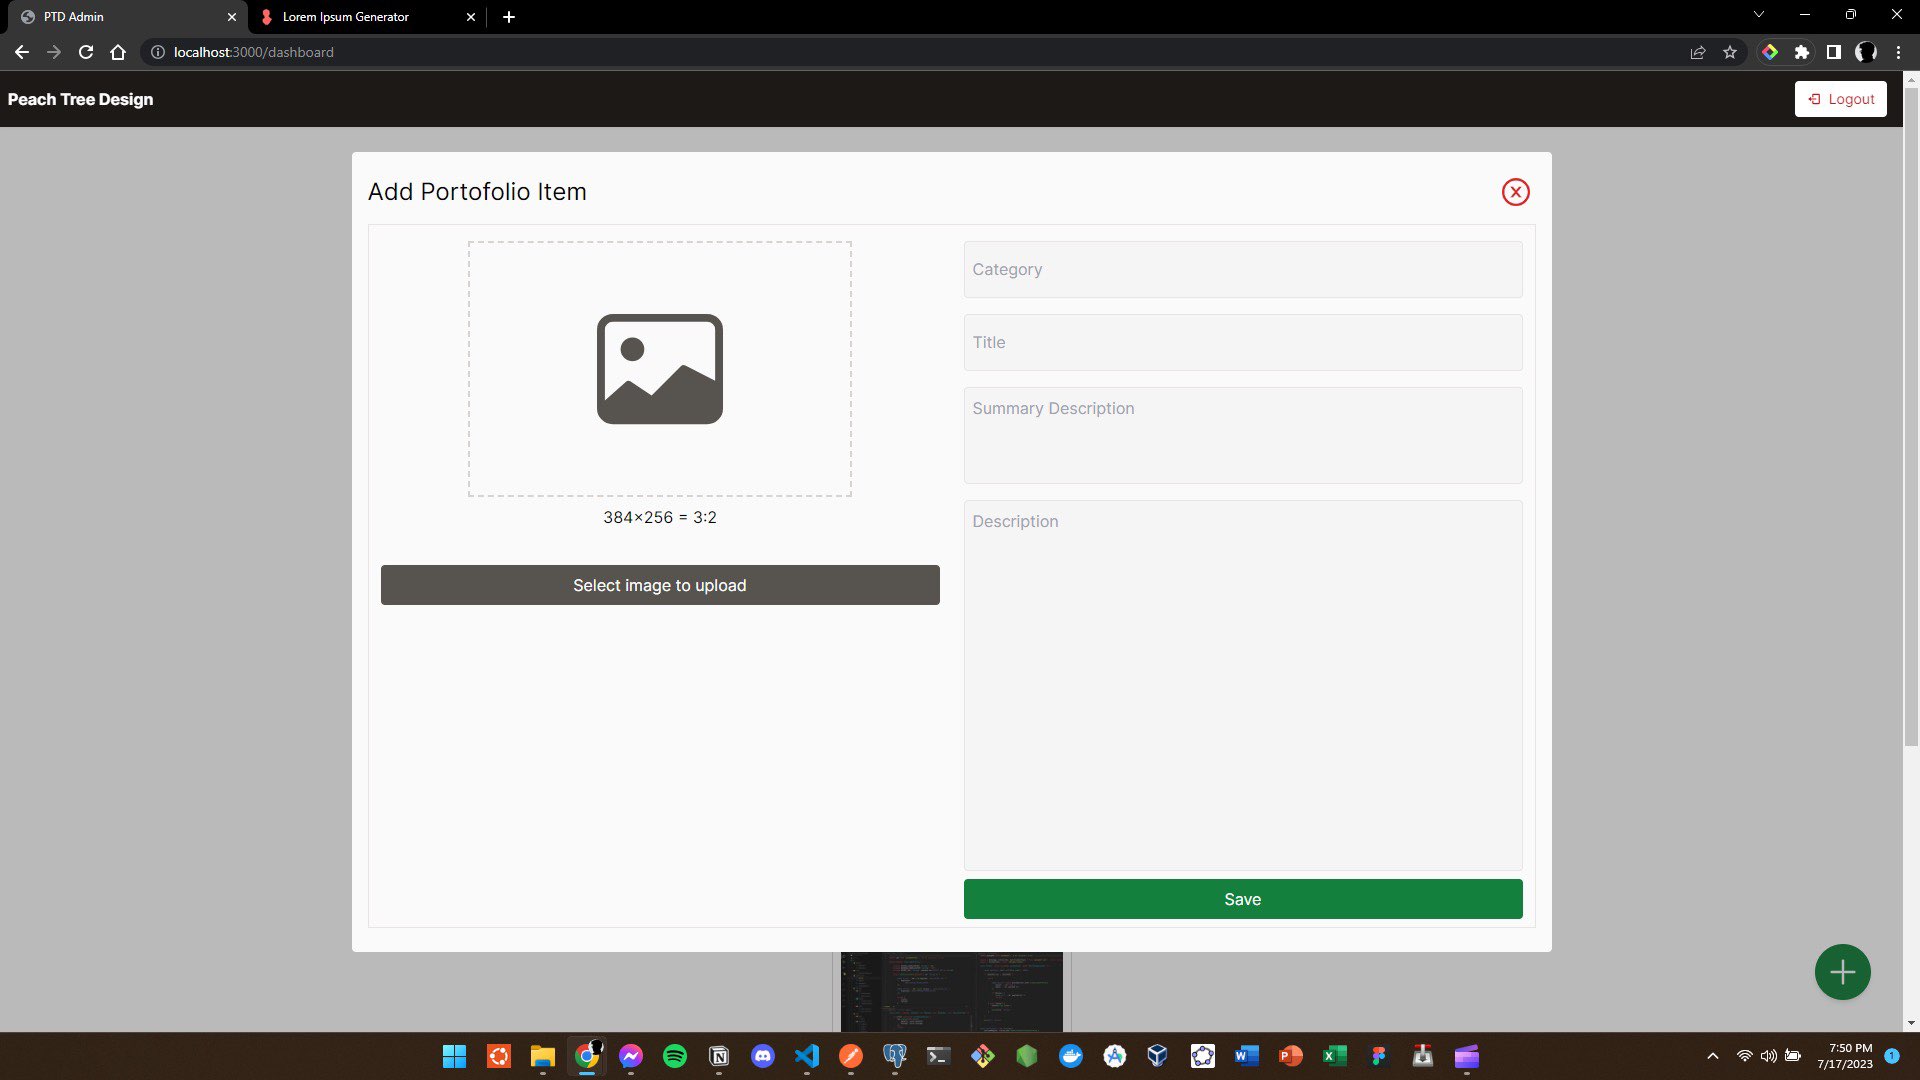 PTD Admin
Lorem Ipsum Generator
localhost:3000/dashboard
Peach Tree Design
Logout
Add Portofolio Item
384×256 = 3:2
Select image to upload
Category
Title
Summary Description
Description
Save
7:50 PM
7/17/2023
1